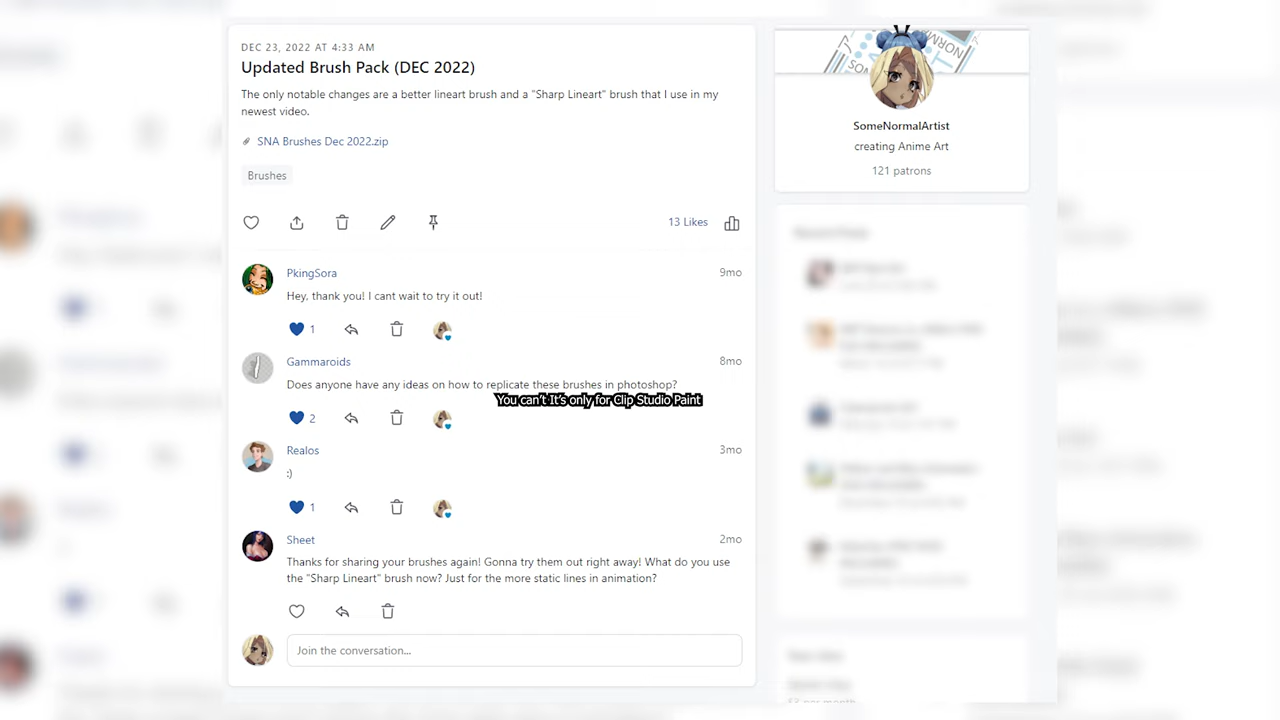 DEC 23, 2022 AT 4:33 AM
Updated Brush Pack (DEC 2022)
The only notable changes are a better lineart brush and a "Sharp Lineart" brush that I use in my
newest video.
SNA Brushes Dec 2022.zip
Brushes
13 Likes
PkingSora
9mo
Hey, thank you! I cant wait to try it out!
1
Gammaroids
8mo
Does anyone have any ideas on how to replicate these brushes in photoshop?
You can't It's only for Clip Studio Paint
2
Realos
3mo
:)
1
Sheet
2mo
Thanks for sharing your brushes again! Gonna try them out right away! What do you use
the "Sharp Lineart" brush now? Just for the more static lines in animation?
Join the conversation...
SomeNormalArtist
creating Anime Art
121 patrons